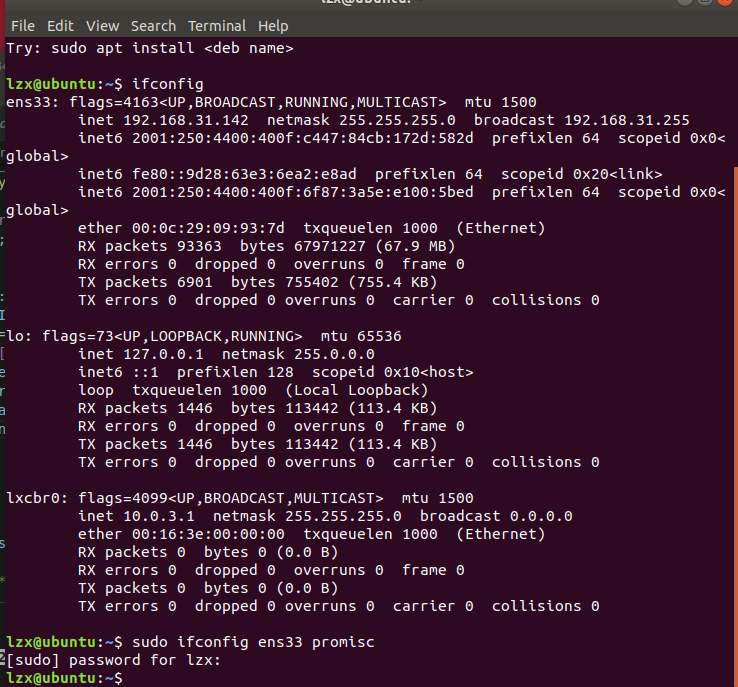 lzx@ubuntu: ~
File Edit View Search Terminal Help
Try: sudo apt install <deb name>
lzx@ubuntu:~$ ifconfig
ens33: flags=4163<UP,BROADCAST,RUNNING,MULTICAST>  mtu 1500
        inet 192.168.31.142  netmask 255.255.255.0  broadcast 192.168.31.255
        inet6 2001:250:4400:400f:c447:84cb:172d:582d  prefixlen 64  scopeid 0x0<
global>
        inet6 fe80::9d28:63e3:6ea2:e8ad  prefixlen 64  scopeid 0x20<link>
        inet6 2001:250:4400:400f:6f87:3a5e:e100:5bed  prefixlen 64  scopeid 0x0<
global>
        ether 00:0c:29:09:93:7d  txqueuelen 1000  (Ethernet)
        RX packets 93363  bytes 67971227 (67.9 MB)
        RX errors 0  dropped 0  overruns 0  frame 0
        TX packets 6901  bytes 755402 (755.4 KB)
        TX errors 0  dropped 0 overruns 0  carrier 0  collisions 0
lo: flags=73<UP,LOOPBACK,RUNNING>  mtu 65536
        inet 127.0.0.1  netmask 255.0.0.0
        inet6 ::1  prefixlen 128  scopeid 0x10<host>
        loop  txqueuelen 1000  (Local Loopback)
        RX packets 1446  bytes 113442 (113.4 KB)
        RX errors 0  dropped 0  overruns 0  frame 0
        TX packets 1446  bytes 113442 (113.4 KB)
        TX errors 0  dropped 0 overruns 0  carrier 0  collisions 0
lxcbr0: flags=4099<UP,BROADCAST,MULTICAST>  mtu 1500
        inet 10.0.3.1  netmask 255.255.255.0  broadcast 0.0.0.0
        ether 00:16:3e:00:00:00  txqueuelen 1000  (Ethernet)
        RX packets 0  bytes 0 (0.0 B)
        RX errors 0  dropped 0  overruns 0  frame 0
        TX packets 0  bytes 0 (0.0 B)
        TX errors 0  dropped 0 overruns 0  carrier 0  collisions 0
lzx@ubuntu:~$ sudo ifconfig ens33 promisc
[sudo] password for lzx:
lzx@ubuntu:~$